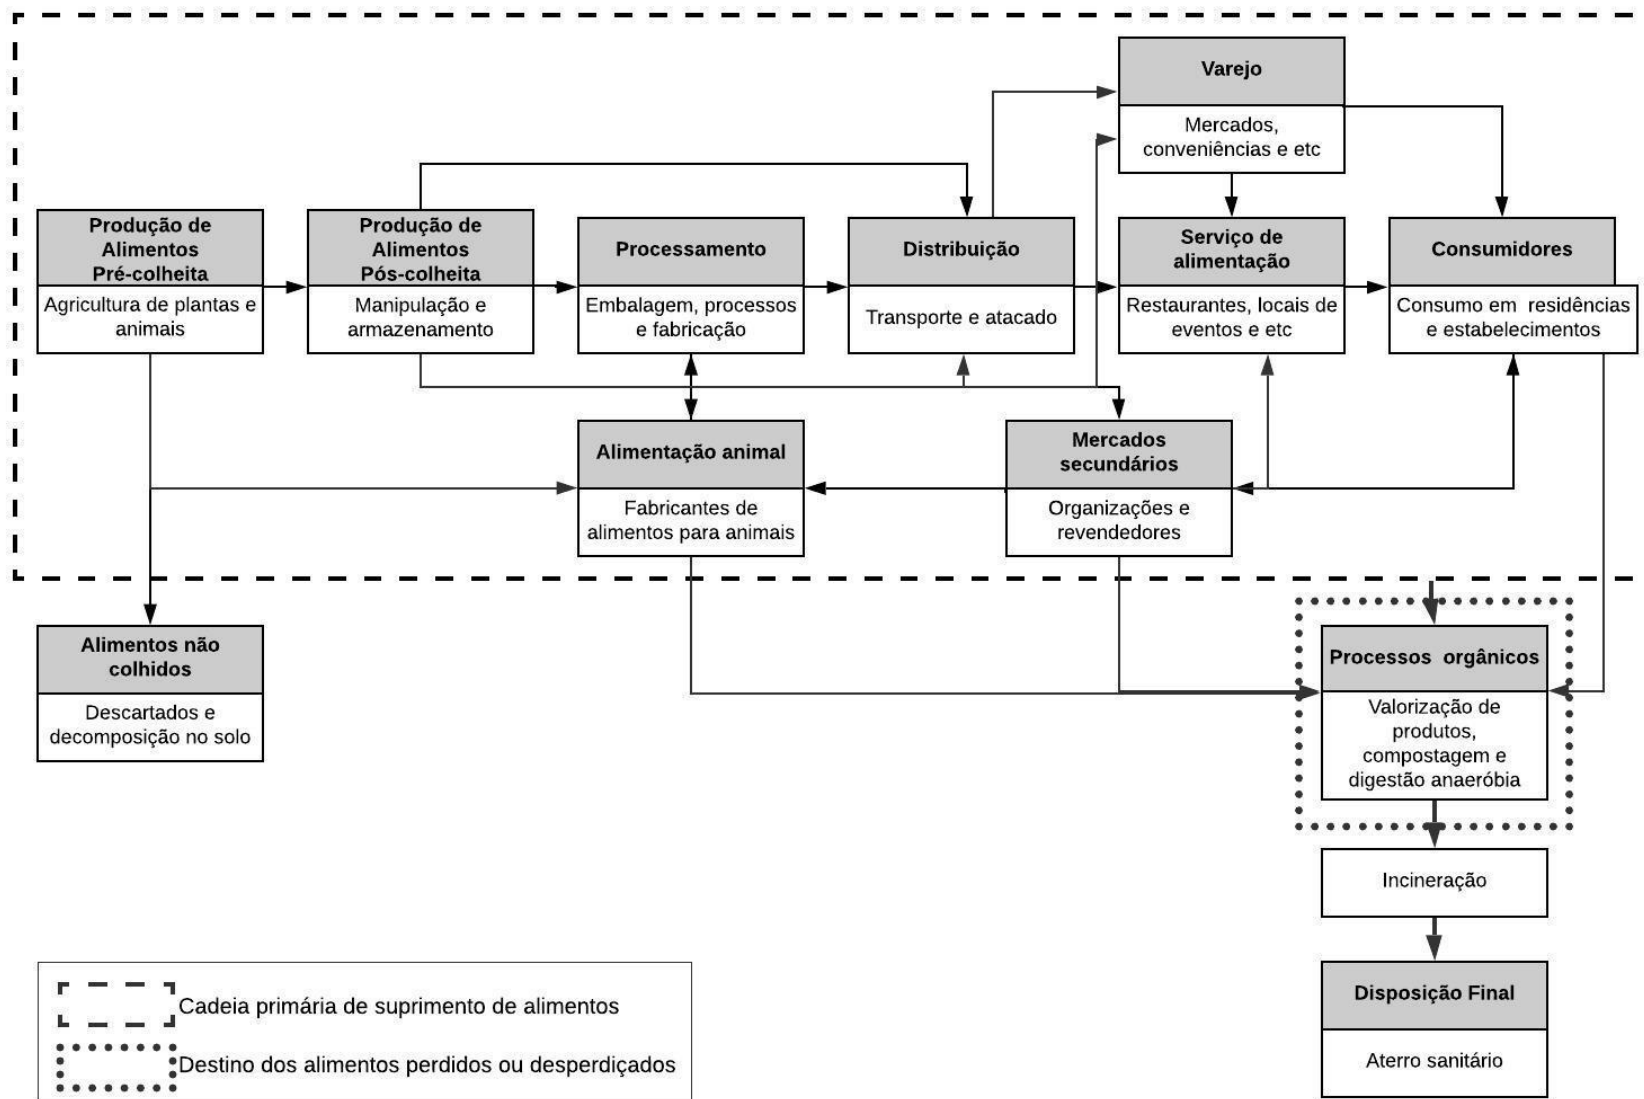 Varejo
Mercados,
conveniências e etc
Produção de
Alimentos
Pré-colheita
Agricultura de plantas e
animais
Produção de
Alimentos
Pós-colheita
Manipulação e
armazenamento
Processamento
Embalagem, processos
e fabricação
Distribuição
Transporte e atacado
Serviço de
alimentação
Restaurantes, locais de
eventos e etc
Consumidores
Consumo em residências
e estabelecimentos
Alimentação animal
Fabricantes de
alimentos para animais
Mercados
secundários
Organizações e
revendedores
Alimentos não
colhidos
Descartados e
decomposição no solo
Processos orgânicos
Valorização de
produtos,
compostagem e
digestão anaeróbia
Incineração
Disposição Final
Aterro sanitário
Cadeia primária de suprimento de alimentos
Destino dos alimentos perdidos ou desperdiçados